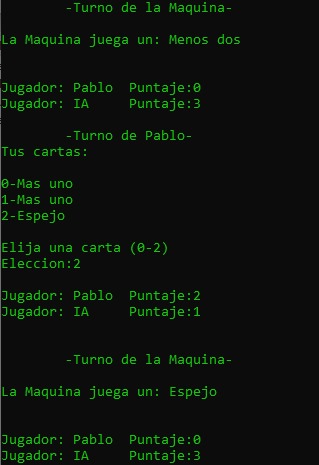 -Turno de la Maquina-
La Maquina juega un: Menos dos
Jugador: Pablo  Puntaje:0
Jugador: IA     Puntaje:3
-Turno de Pablo-
Tus cartas:
0-Mas uno
1-Mas uno
2-Espejo
Elija una carta (0-2)
Eleccion:2
Jugador: Pablo  Puntaje:2
Jugador: IA     Puntaje:1
-Turno de la Maquina-
La Maquina juega un: Espejo
Jugador: Pablo  Puntaje:0
Jugador: IA     Puntaje:3